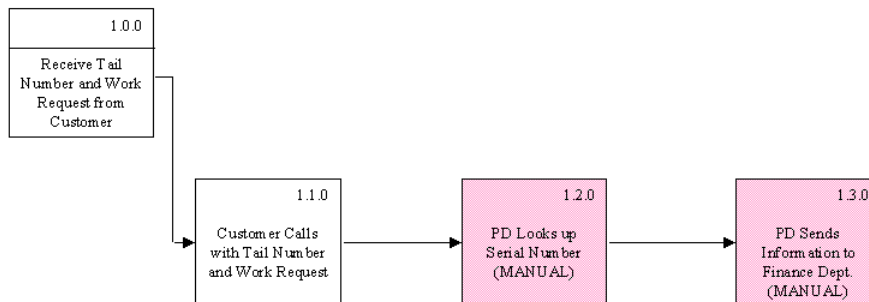 1.0.0
Receive Tail
Number and Work
Request from
Customer
1.1.0
Customer Calls
with Tail Number
and Work Request
1.2.0
PD Looks up
Serial Number
(MANUAL)
1.3.0
PD Sends
Information to
Finance Dept.
(MANUAL)